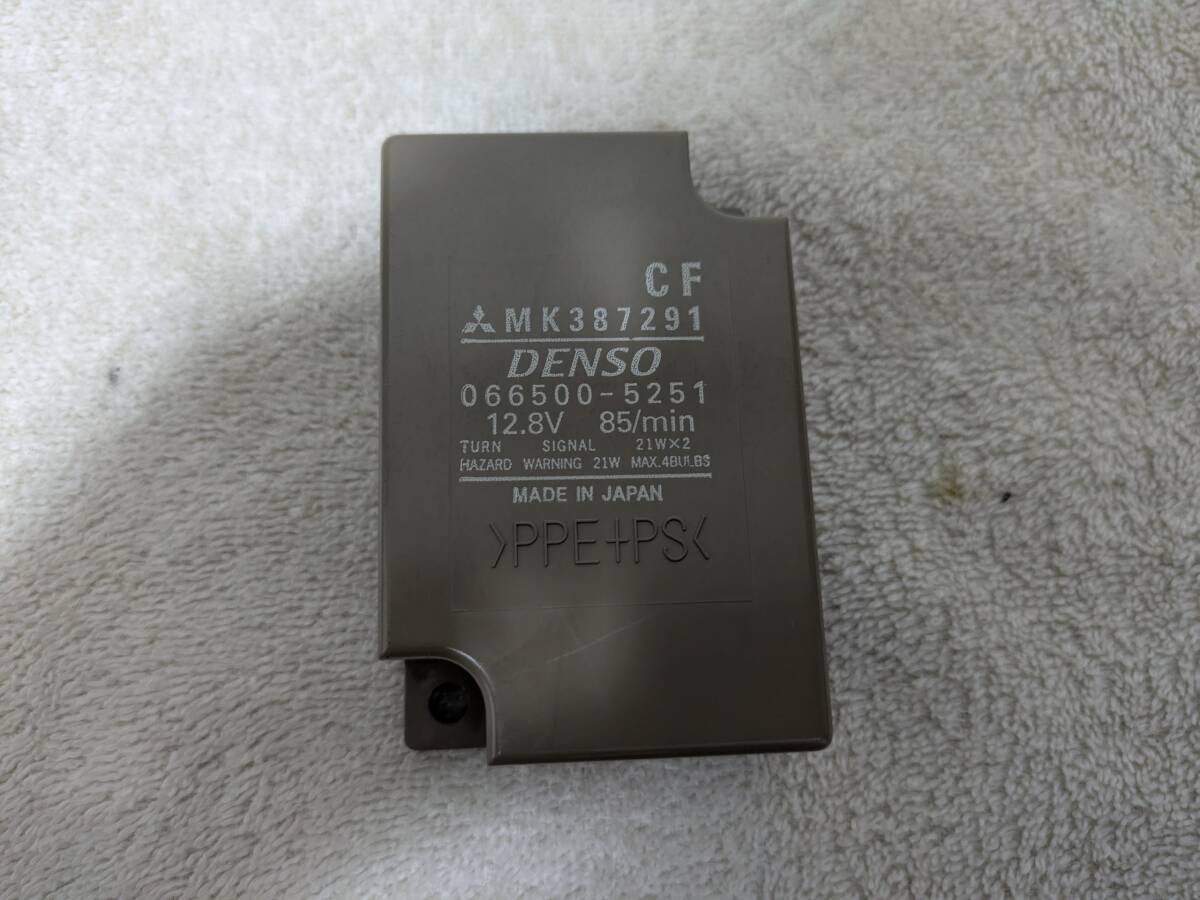 CF
MK387291
DENSO
066500-5251
12.8V 85/min
TURN SIGNAL 21W×2
HAZARD WARNING 21W MAX.4BULBS
MADE IN JAPAN
>PPE+PS<